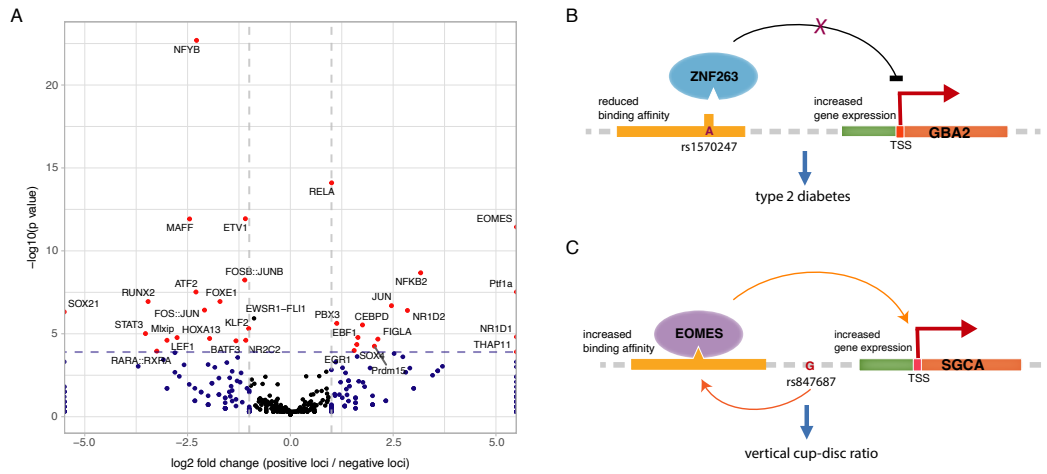 A
NFYB
RELA
MAFF
ETV1
EOMES
FOSB::JUNB
NFKB2
ATF2
Ptf1a
RUNX2
FOXE1
JUN
SOX21
FOS::JUN
EWSR1-FLI1
NR1D2
PBX3
CEBPD
STAT3
Mlxip
HOXA13
KLF2
FIGLA
NR1D1
LEF1
EBF1
THAP11
BATF3
NR2C2
SOX4
RARA::RXRA
EGR1
Prdm15
20
15
10
5
0
−5.0
−2.5
0.0
2.5
5.0
−log10(p value)
log2 fold change (positive loci / negative loci)
B
X
ZNF263
reduced
binding affinity
increased
gene expression
A
GBA2
rs1570247
TSS
type 2 diabetes
C
EOMES
increased
binding affinity
increased
gene expression
G
SGCA
rs847687
TSS
vertical cup-disc ratio